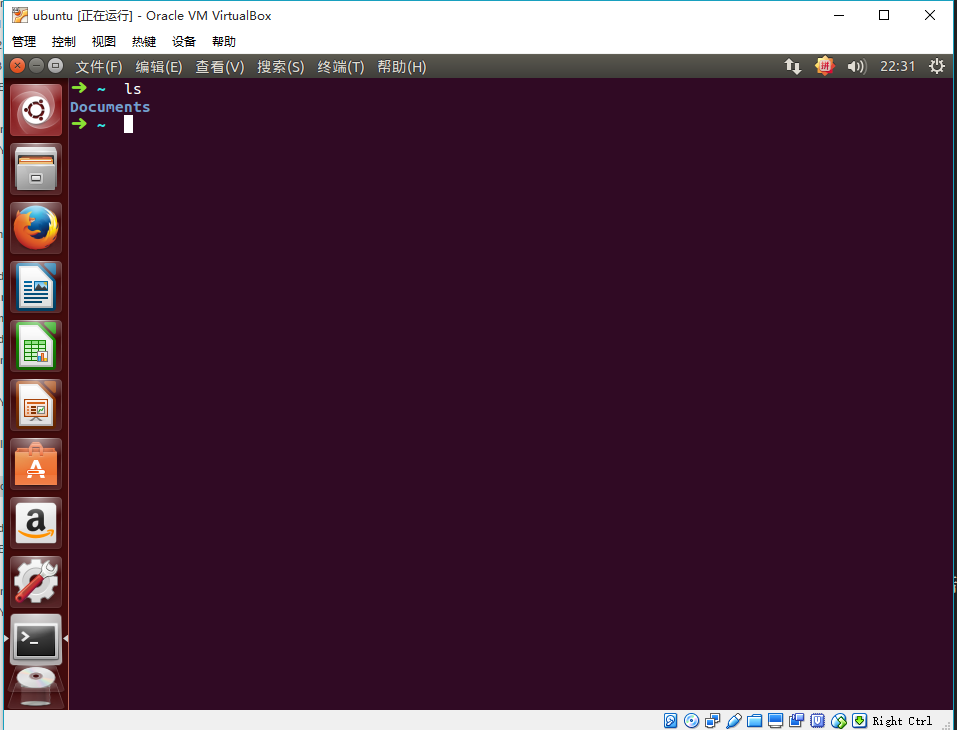 ubuntu [正在运行] - Oracle VM VirtualBox
管理 控制 视图 热键 设备 帮助
文件(F) 编辑(E) 查看(V) 搜索(S) 终端(T) 帮助(H) 拼 22:31
➜ ~ ls
Documents
➜ ~
A
a
>_
Right Ctrl